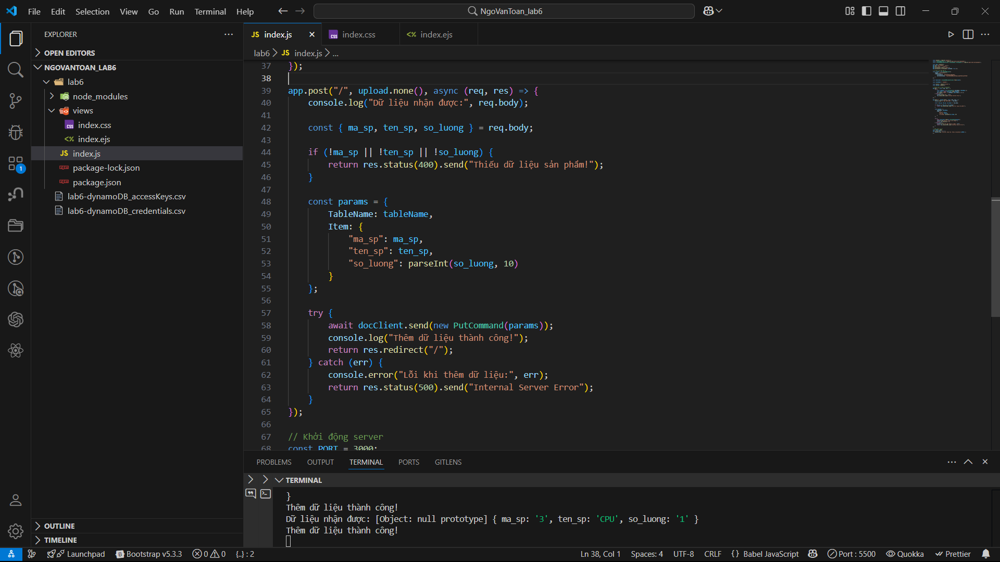 File Edit Selection View Go Run Terminal Help
NgoVanToan_lab6
EXPLORER
OPEN EDITORS
NGOVANTOAN_LAB6
lab6
node_modules
views
index.css
index.ejs
JS index.js
package-lock.json
package.json
lab6-dynamoDB_accessKeys.csv
lab6-dynamoDB_credentials.csv
OUTLINE
TIMELINE
1
JS index.js
index.css
<% index.ejs
lab6 > JS index.js > ...
37 });
38
39 app.post("/", upload.none(), async (req, res) => {
40 console.log("Dữ liệu nhận được:", req.body);
41
42 const { ma_sp, ten_sp, so_luong } = req.body;
43
44 if (!ma_sp || !ten_sp || !so_luong) {
45 return res.status(400).send("Thiếu dữ liệu sản phẩm!");
46 }
47
48 const params = {
49 TableName: tableName,
50 Item: {
51 "ma_sp": ma_sp,
52 "ten_sp": ten_sp,
53 "so_luong": parseInt(so_luong, 10)
54 }
55 };
56
57 try {
58 await docClient.send(new PutCommand(params));
59 console.log("Thêm dữ liệu thành công!");
60 return res.redirect("/");
61 } catch (err) {
62 console.error("Lỗi khi thêm dữ liệu:", err);
63 return res.status(500).send("Internal Server Error");
64 }
65 });
66
67 // Khởi động server
68 const PORT = 3000;
PROBLEMS OUTPUT TERMINAL PORTS GITLENS
TERMINAL
}
Thêm dữ liệu thành công!
Dữ liệu nhận được: [Object: null prototype] { ma_sp: '3', ten_sp: 'CPU', so_luong: '1' }
Thêm dữ liệu thành công!
Launchpad Bootstrap v5.3.3 0 0 {..} : 2 Ln 38, Col 1 Spaces: 4 UTF-8 CRLF {} Babel JavaScript Port : 5500 Quokka Prettier